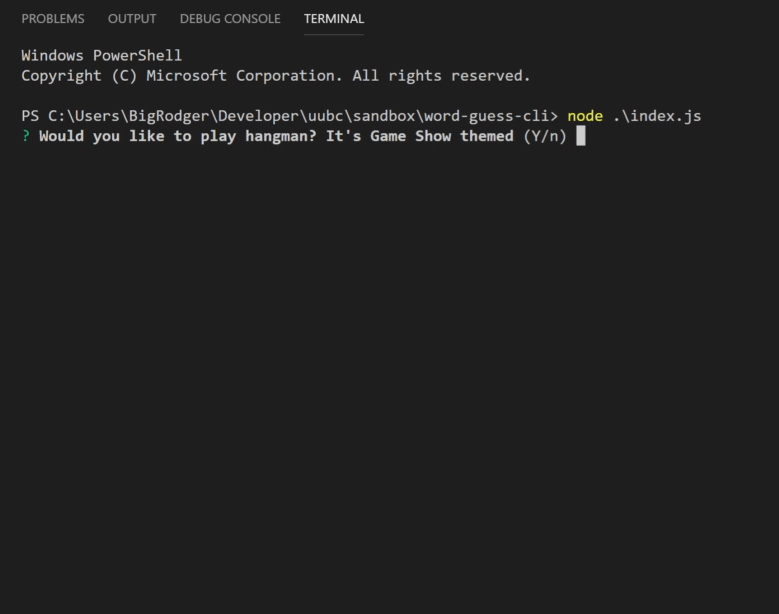 PROBLEMS OUTPUT DEBUG CONSOLE TERMINAL
Windows PowerShell
Copyright (C) Microsoft Corporation. All rights reserved.
PS C:\Users\BigRodger\Developer\uubc\sandbox\word-guess-cli> node .\index.js
? Would you like to play hangman? It's Game Show themed (Y/n)